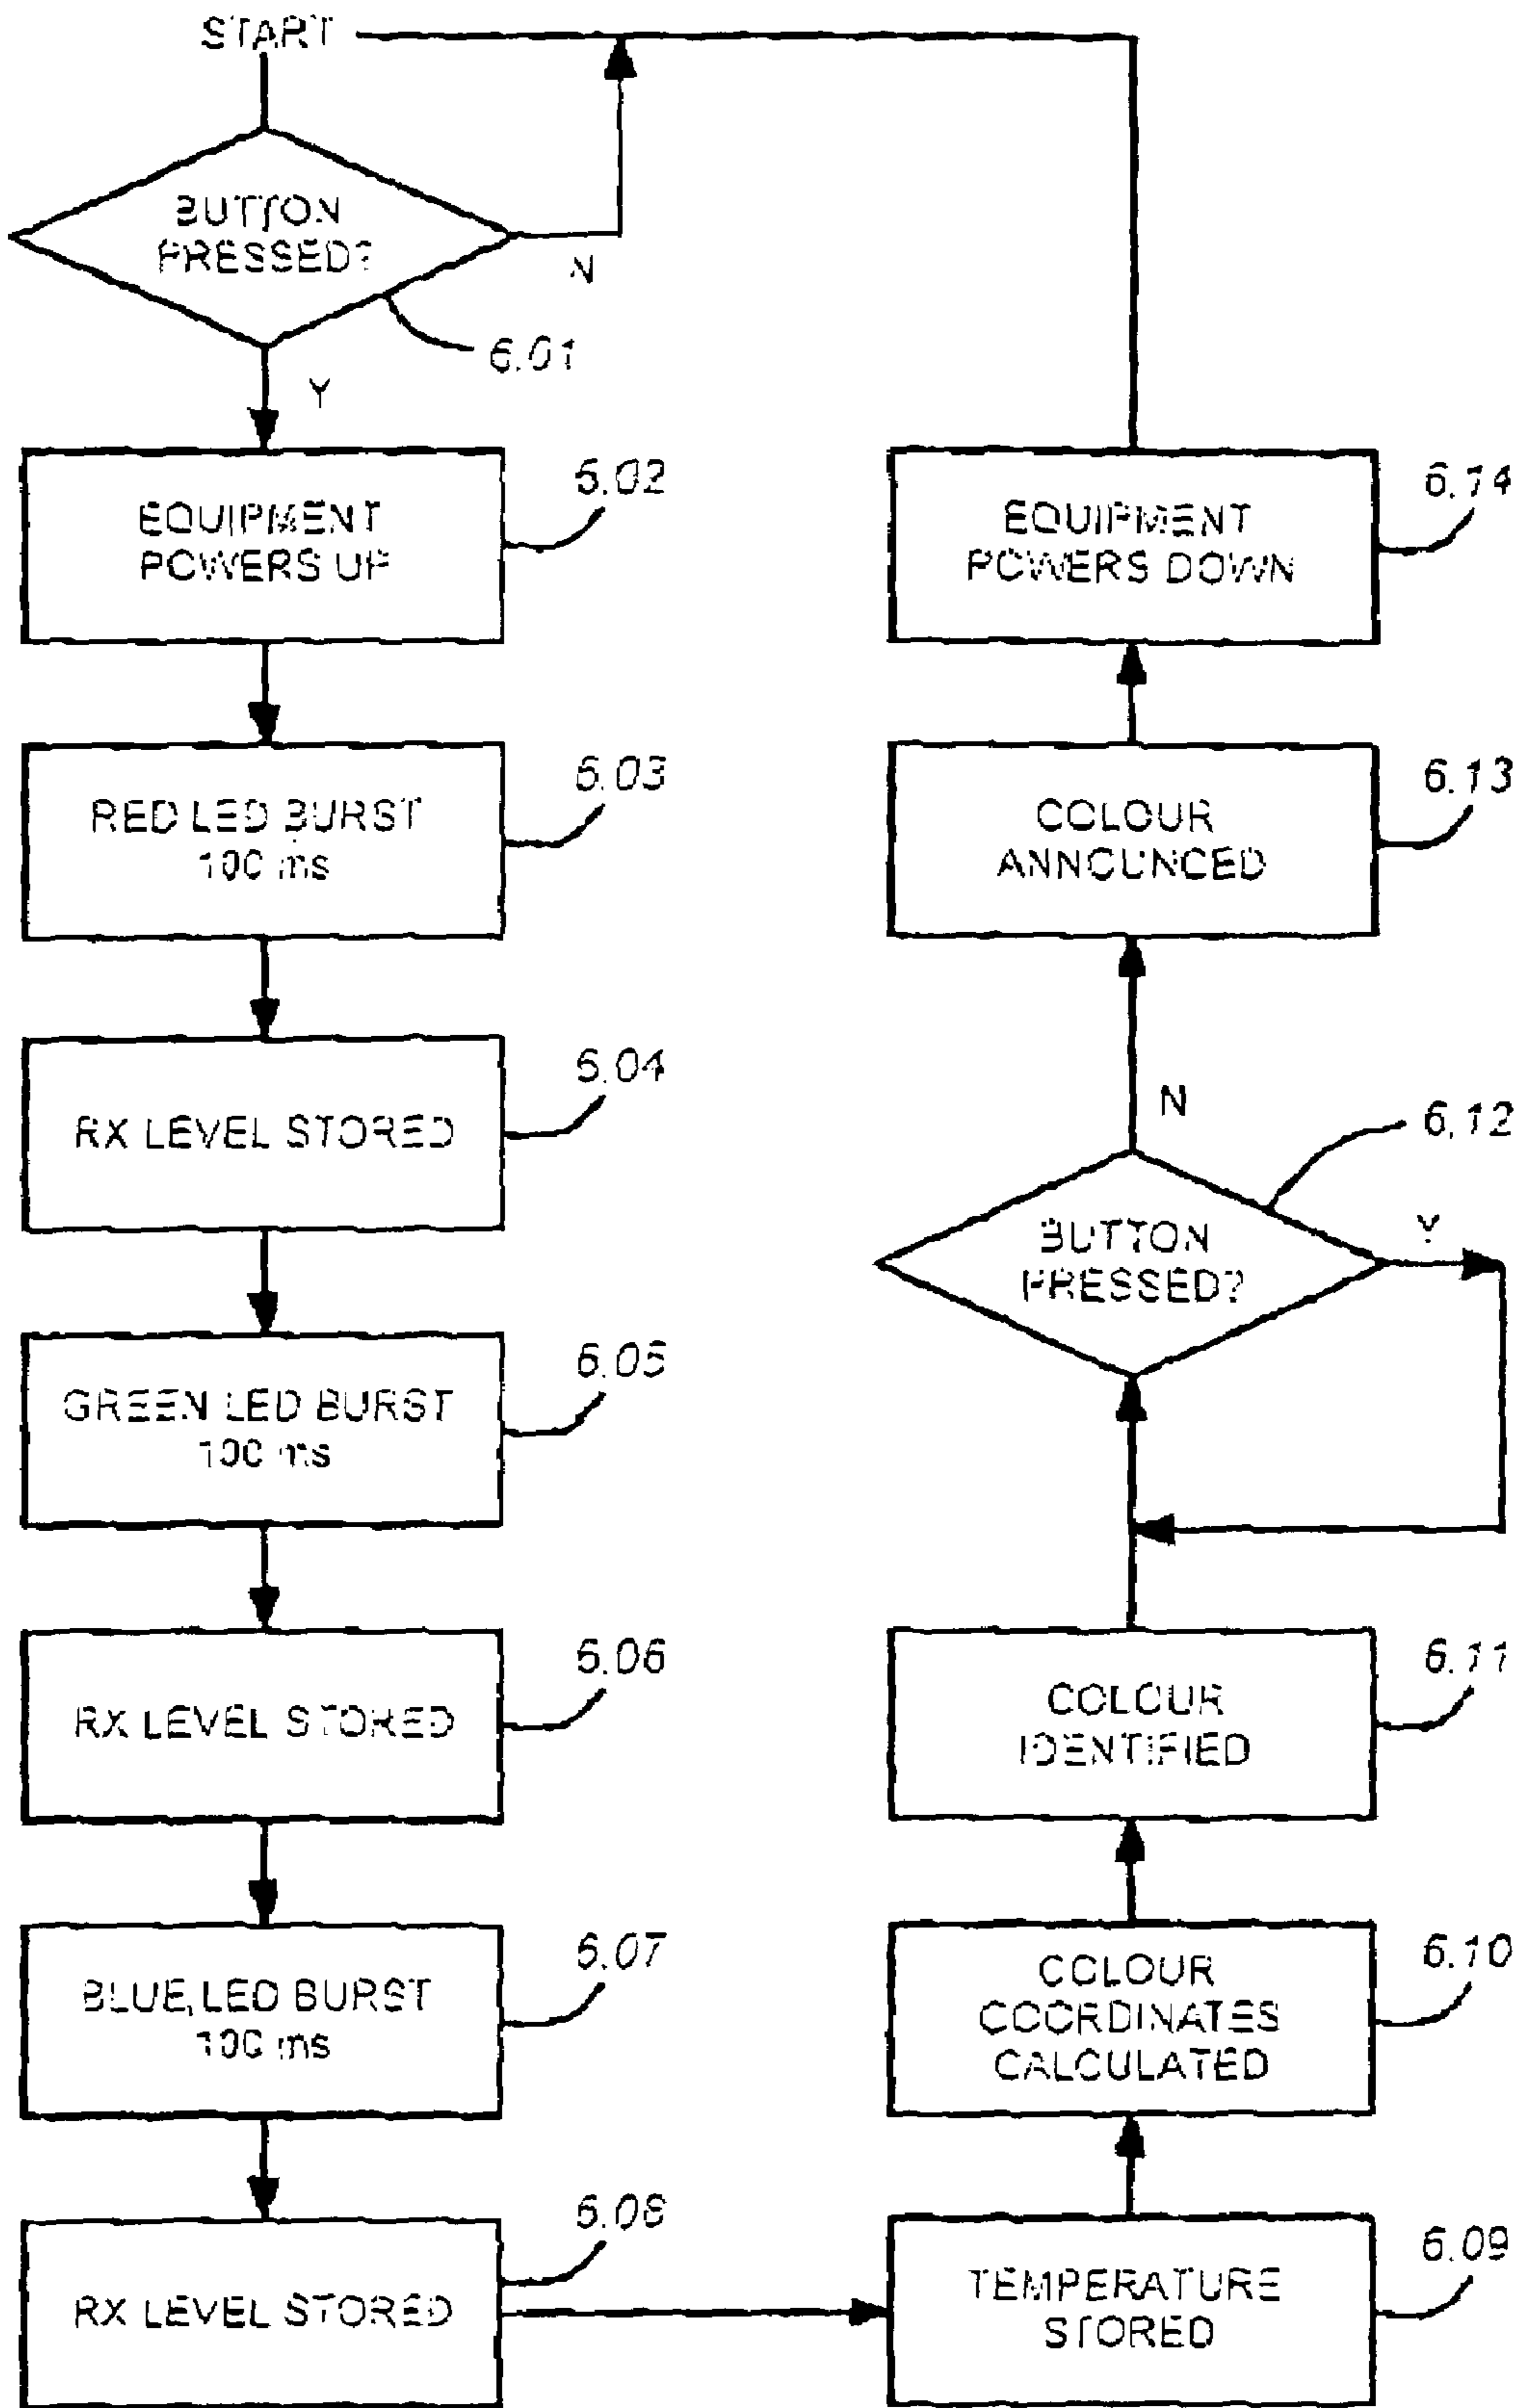 START
BUTTON
PRESSED?
N
6.01
Y
EQUIPMENT
POWERS UP
6.02
RED LED BURST
100 ms
6.03
RX LEVEL STORED
6.04
GREEN LED BURST
100 ms
6.05
RX LEVEL STORED
6.06
BLUE LED BURST
100 ms
6.07
RX LEVEL STORED
6.08
TEMPERATURE
STORED
6.09
COLOUR
COORDINATES
CALCULATED
6.10
COLOUR
IDENTIFIED
6.11
BUTTON
PRESSED?
Y
6.12
N
COLOUR
ANNOUNCED
6.13
EQUIPMENT
POWERS DOWN
6.14